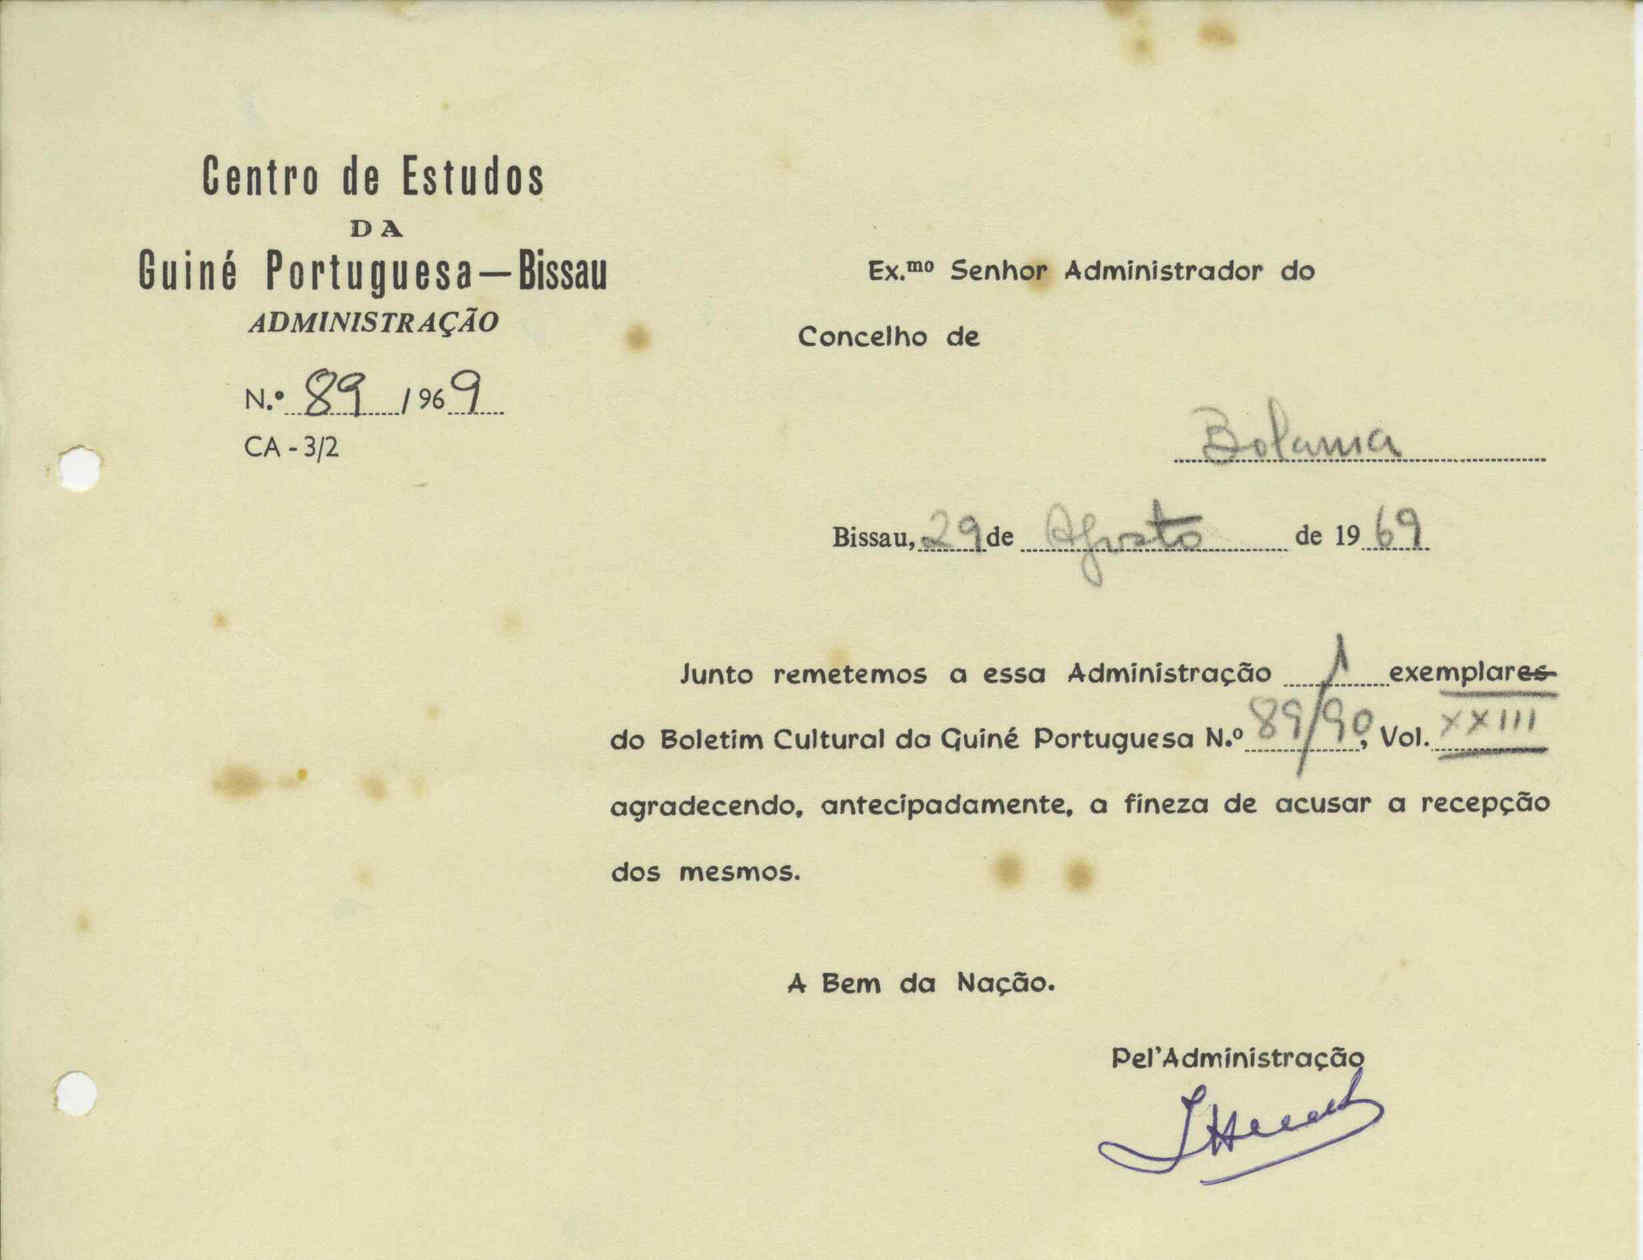 Centro de Estudos
DA
Guiné Portuguesa—Bissau
ADMINISTRAÇÃO
N.º 89 / 969
CA - 3/2
Ex.mo Senhor Administrador do
Concelho de
Bolama
Bissau, 29 de Agosto de 1969
Junto remetemos a essa Administração 1 exemplares
do Boletim Cultural da Guiné Portuguesa N.º 89/90, Vol. XXIII
agradecendo, antecipadamente, a fineza de acusar a recepção
dos mesmos.
A Bem da Nação.
Pel'Administração